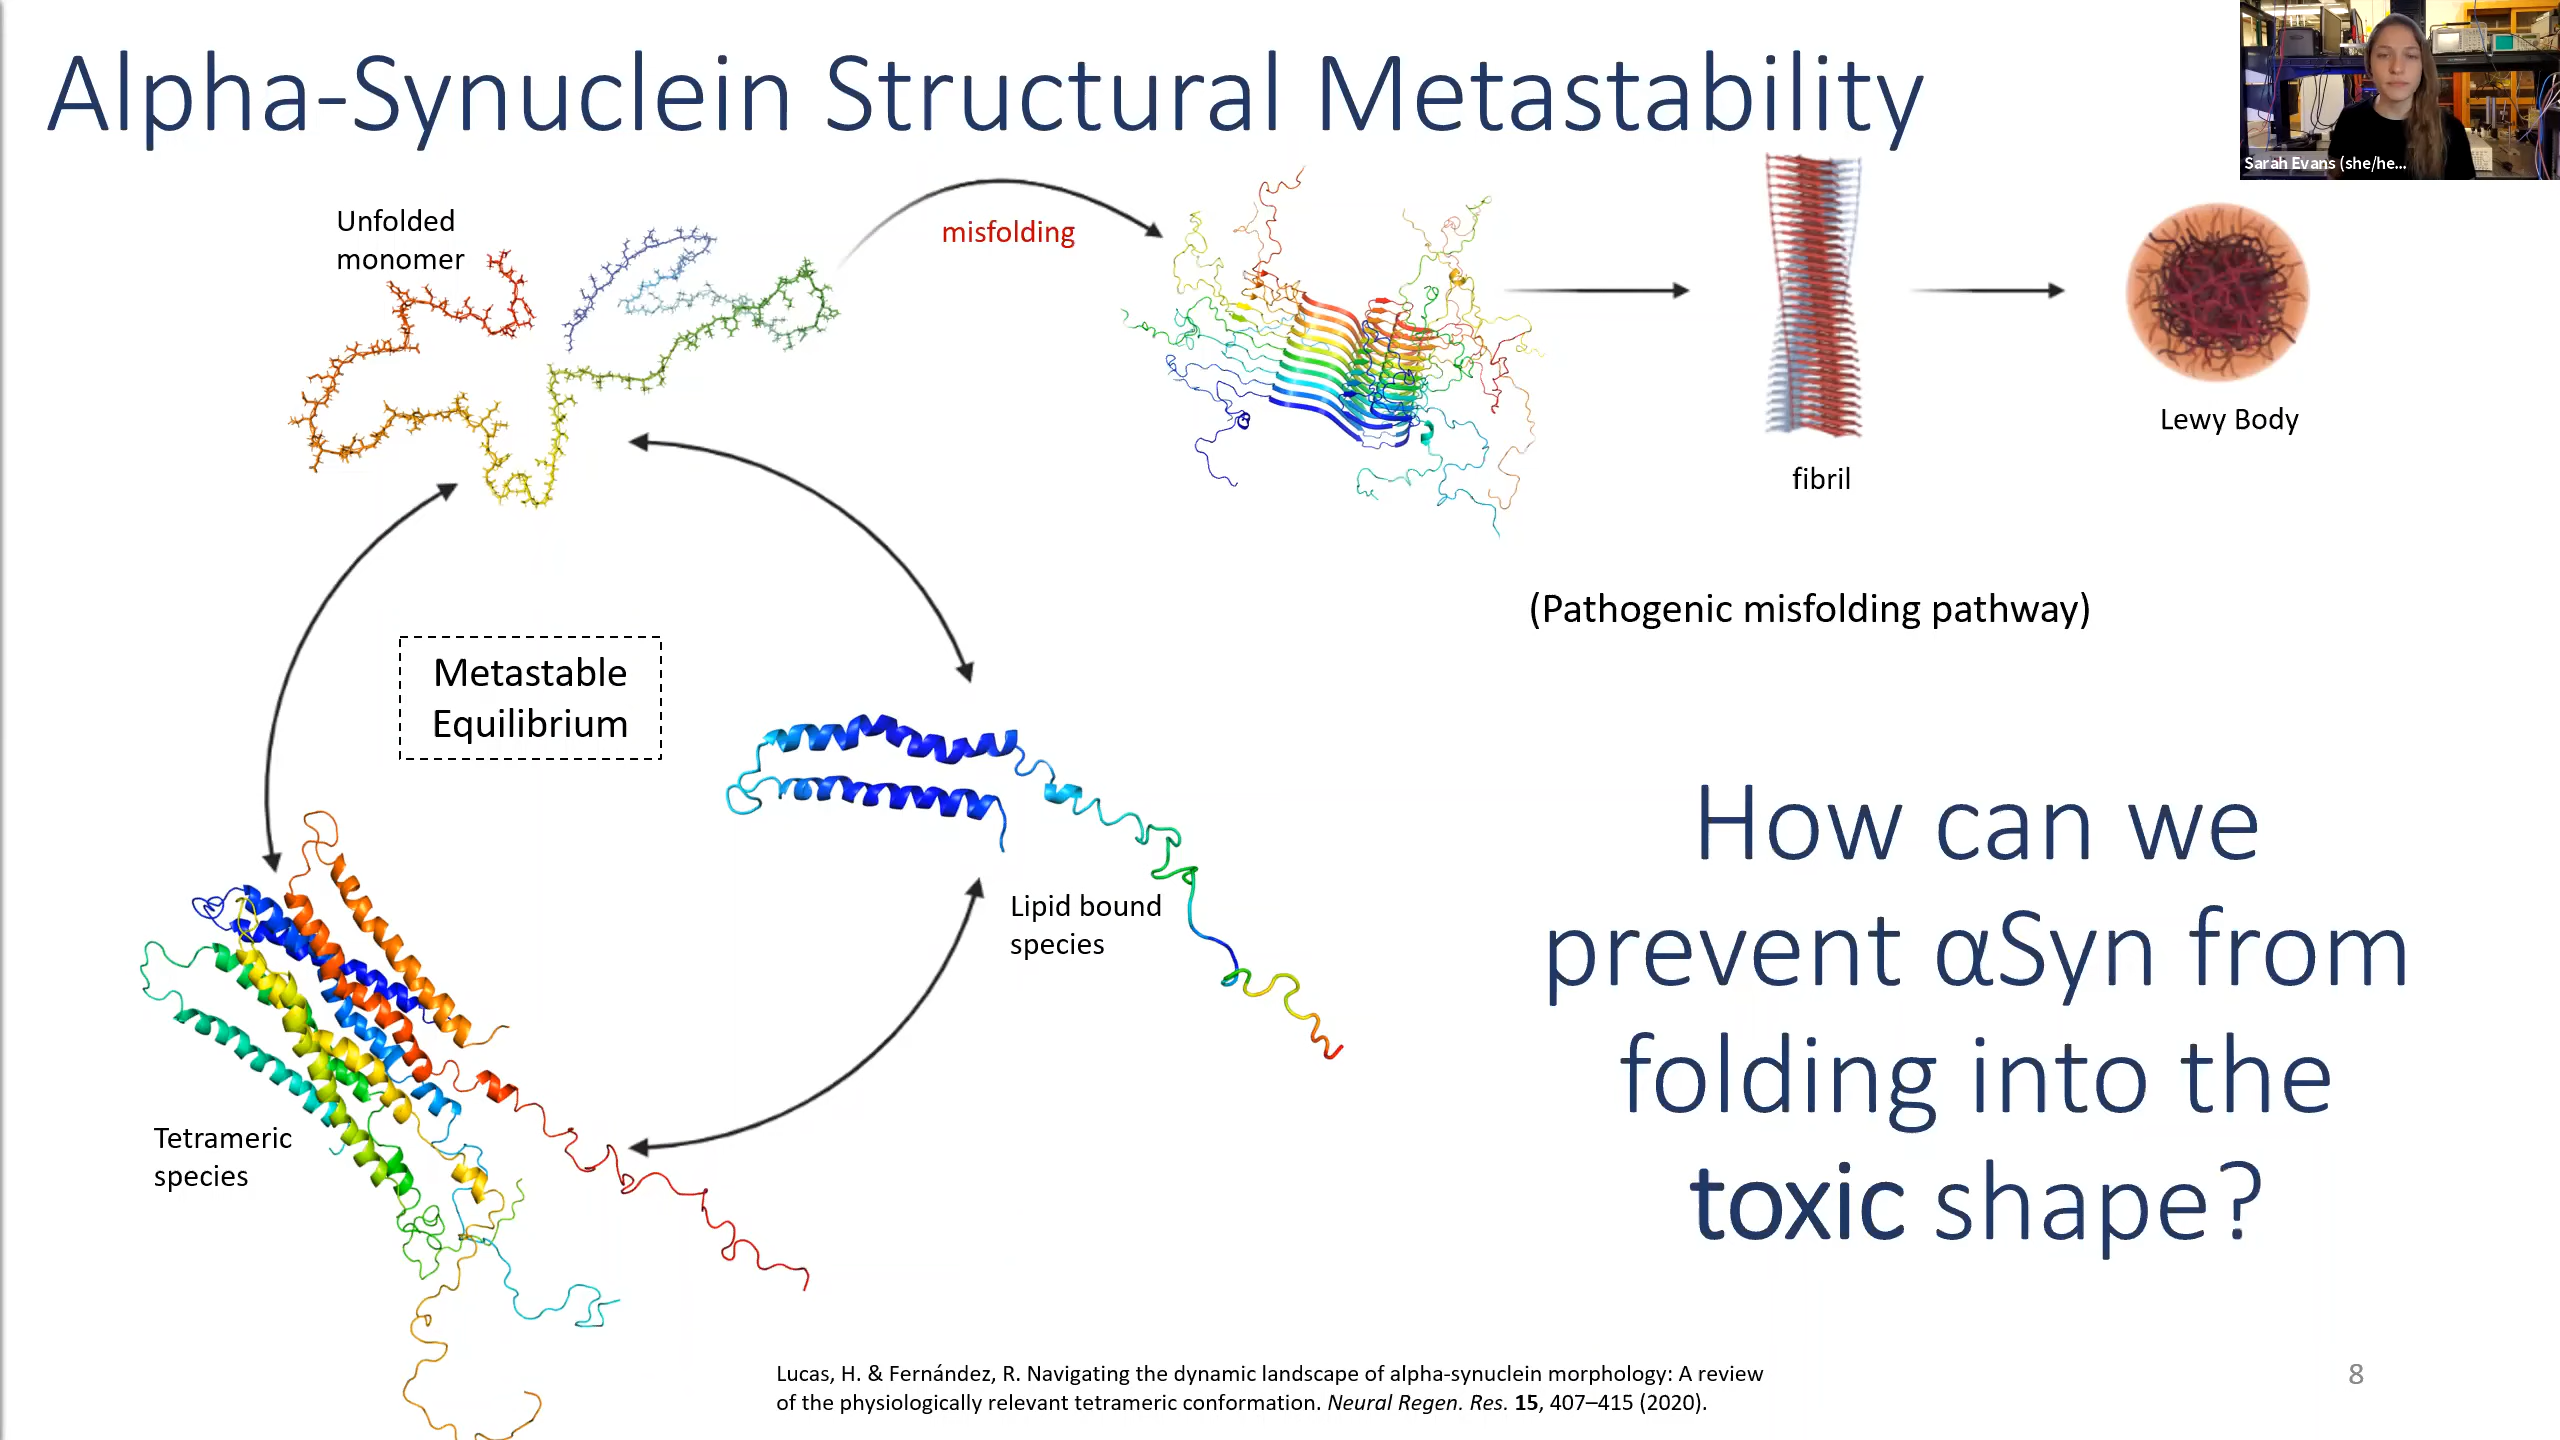 Alpha-Synuclein Structural Metastability
Sarah Evans (she/he...
Unfolded
monomer
misfolding
Lewy Body
fibril
(Pathogenic misfolding pathway)
Metastable
Equilibrium
Lipid bound
species
Tetrameric
species
How can we
prevent αSyn from
folding into the
toxic shape?
Lucas, H. & Fernández, R. Navigating the dynamic landscape of alpha-synuclein morphology: A review
of the physiologically relevant tetrameric conformation. Neural Regen. Res. 15, 407–415 (2020).
8